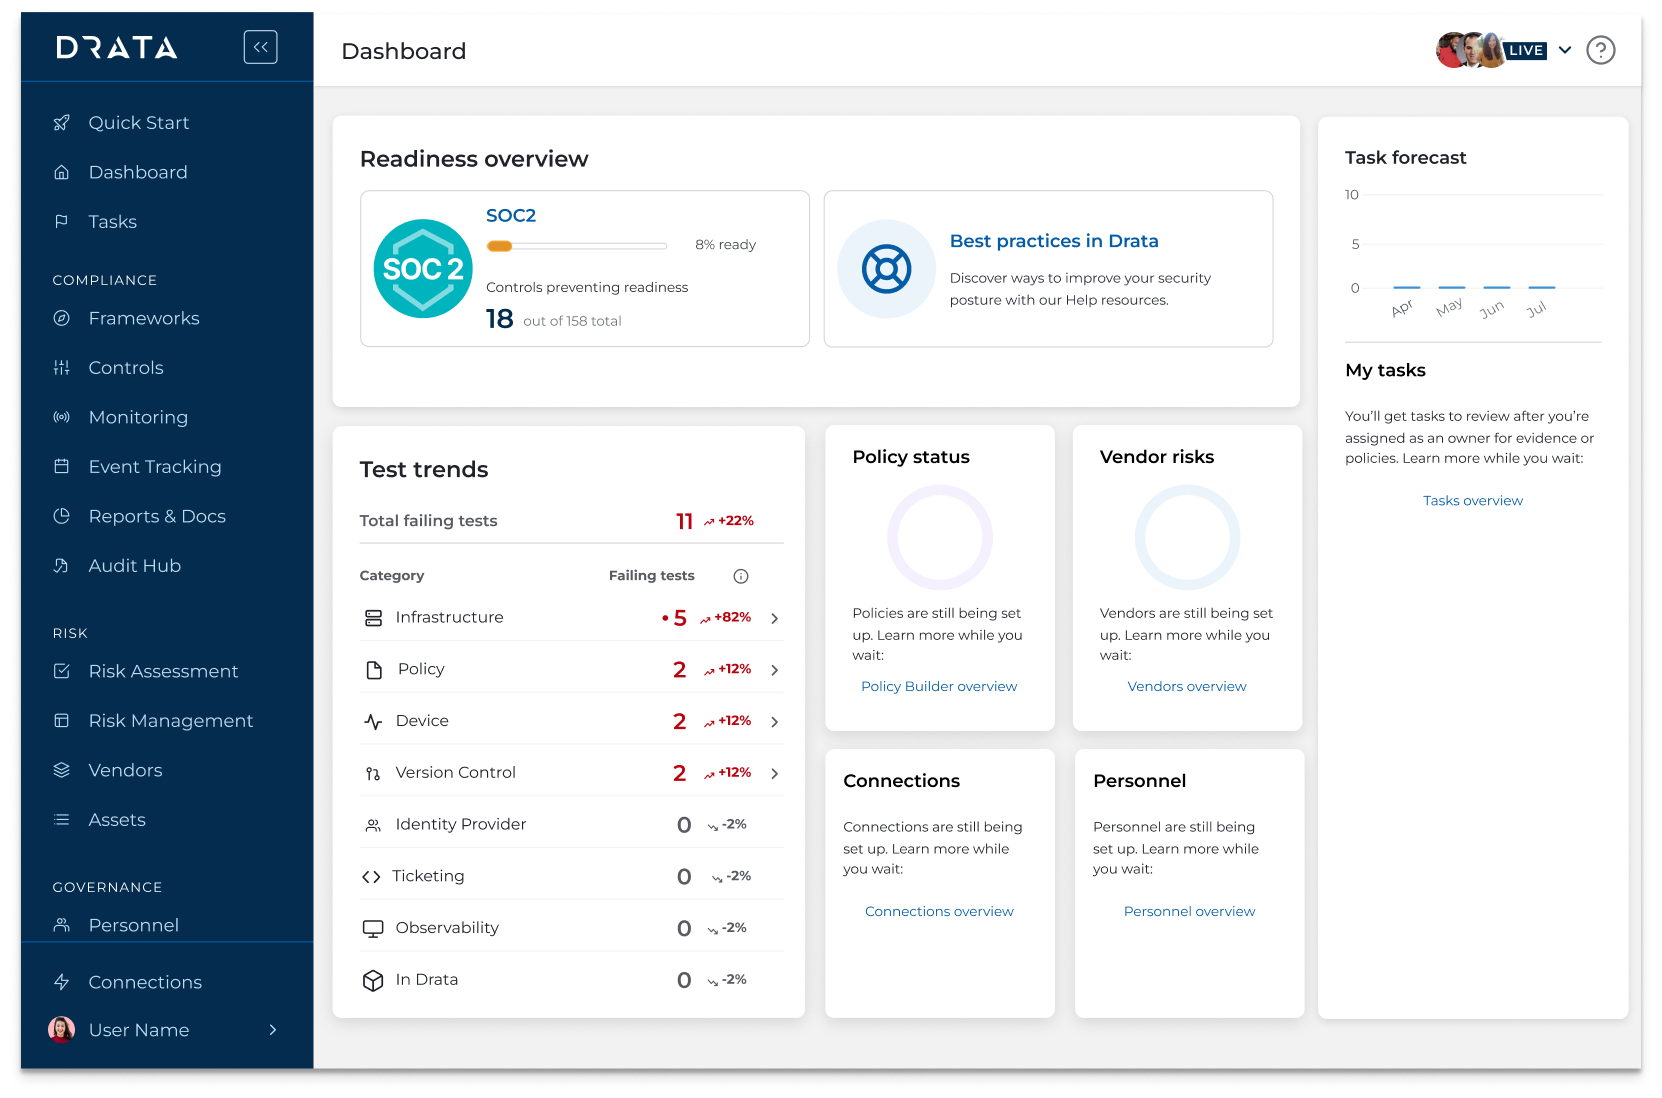 DRATA
Quick Start
Dashboard
Tasks
COMPLIANCE
Frameworks
Controls
Monitoring
Event Tracking
Reports & Docs
Audit Hub
RISK
Risk Assessment
Risk Management
Vendors
Assets
GOVERNANCE
Personnel
Connections
User Name
Dashboard
LIVE
?
Readiness overview
SOC 2
SOC2
8% ready
Controls preventing readiness
18 out of 158 total
Best practices in Drata
Discover ways to improve your security
posture with our Help resources.
Test trends
Total failing tests 11 +22%
Category Failing tests
Infrastructure 5 +82%
Policy 2 +12%
Device 2 +12%
Version Control 2 +12%
Identity Provider 0 -2%
Ticketing 0 -2%
Observability 0 -2%
In Drata 0 -2%
Policy status
Policies are still being set
up. Learn more while you
wait:
Policy Builder overview
Vendor risks
Vendors are still being set
up. Learn more while you
wait:
Vendors overview
Connections
Connections are still being
set up. Learn more while
you wait:
Connections overview
Personnel
Personnel are still being
set up. Learn more while
you wait:
Personnel overview
Task forecast
10
5
0
Apr May Jun Jul
My tasks
You’ll get tasks to review after you’re
assigned as an owner for evidence or
policies. Learn more while you wait:
Tasks overview